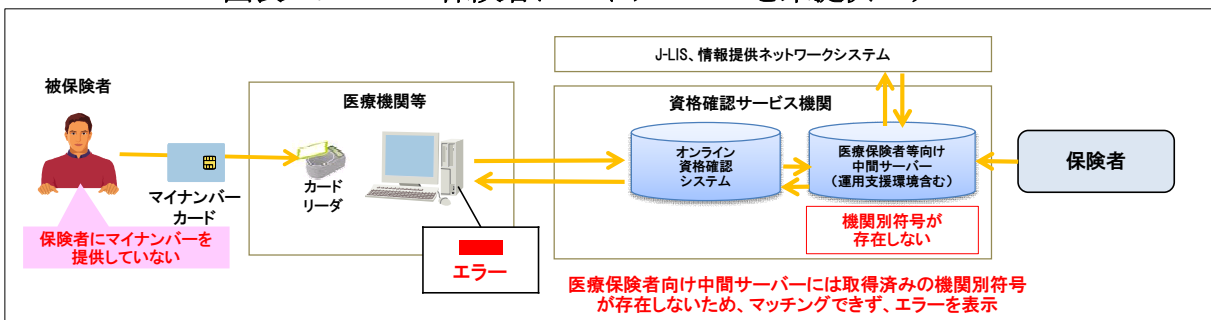 J-LIS、情報提供ネットワークシステム
被保険者
医療機関等
資格確認サービス機関
オンライン
資格確認
システム
医療保険者等向け
中間サーバー
（運用支援環境含む）
保険者
マイナンバー
カード
カード
リーダ
保険者にマイナンバーを
提供していない
エラー
機関別符号が
存在しない
医療保険者向け中間サーバーには取得済みの機関別符号
が存在しないため、マッチングできず、エラーを表示